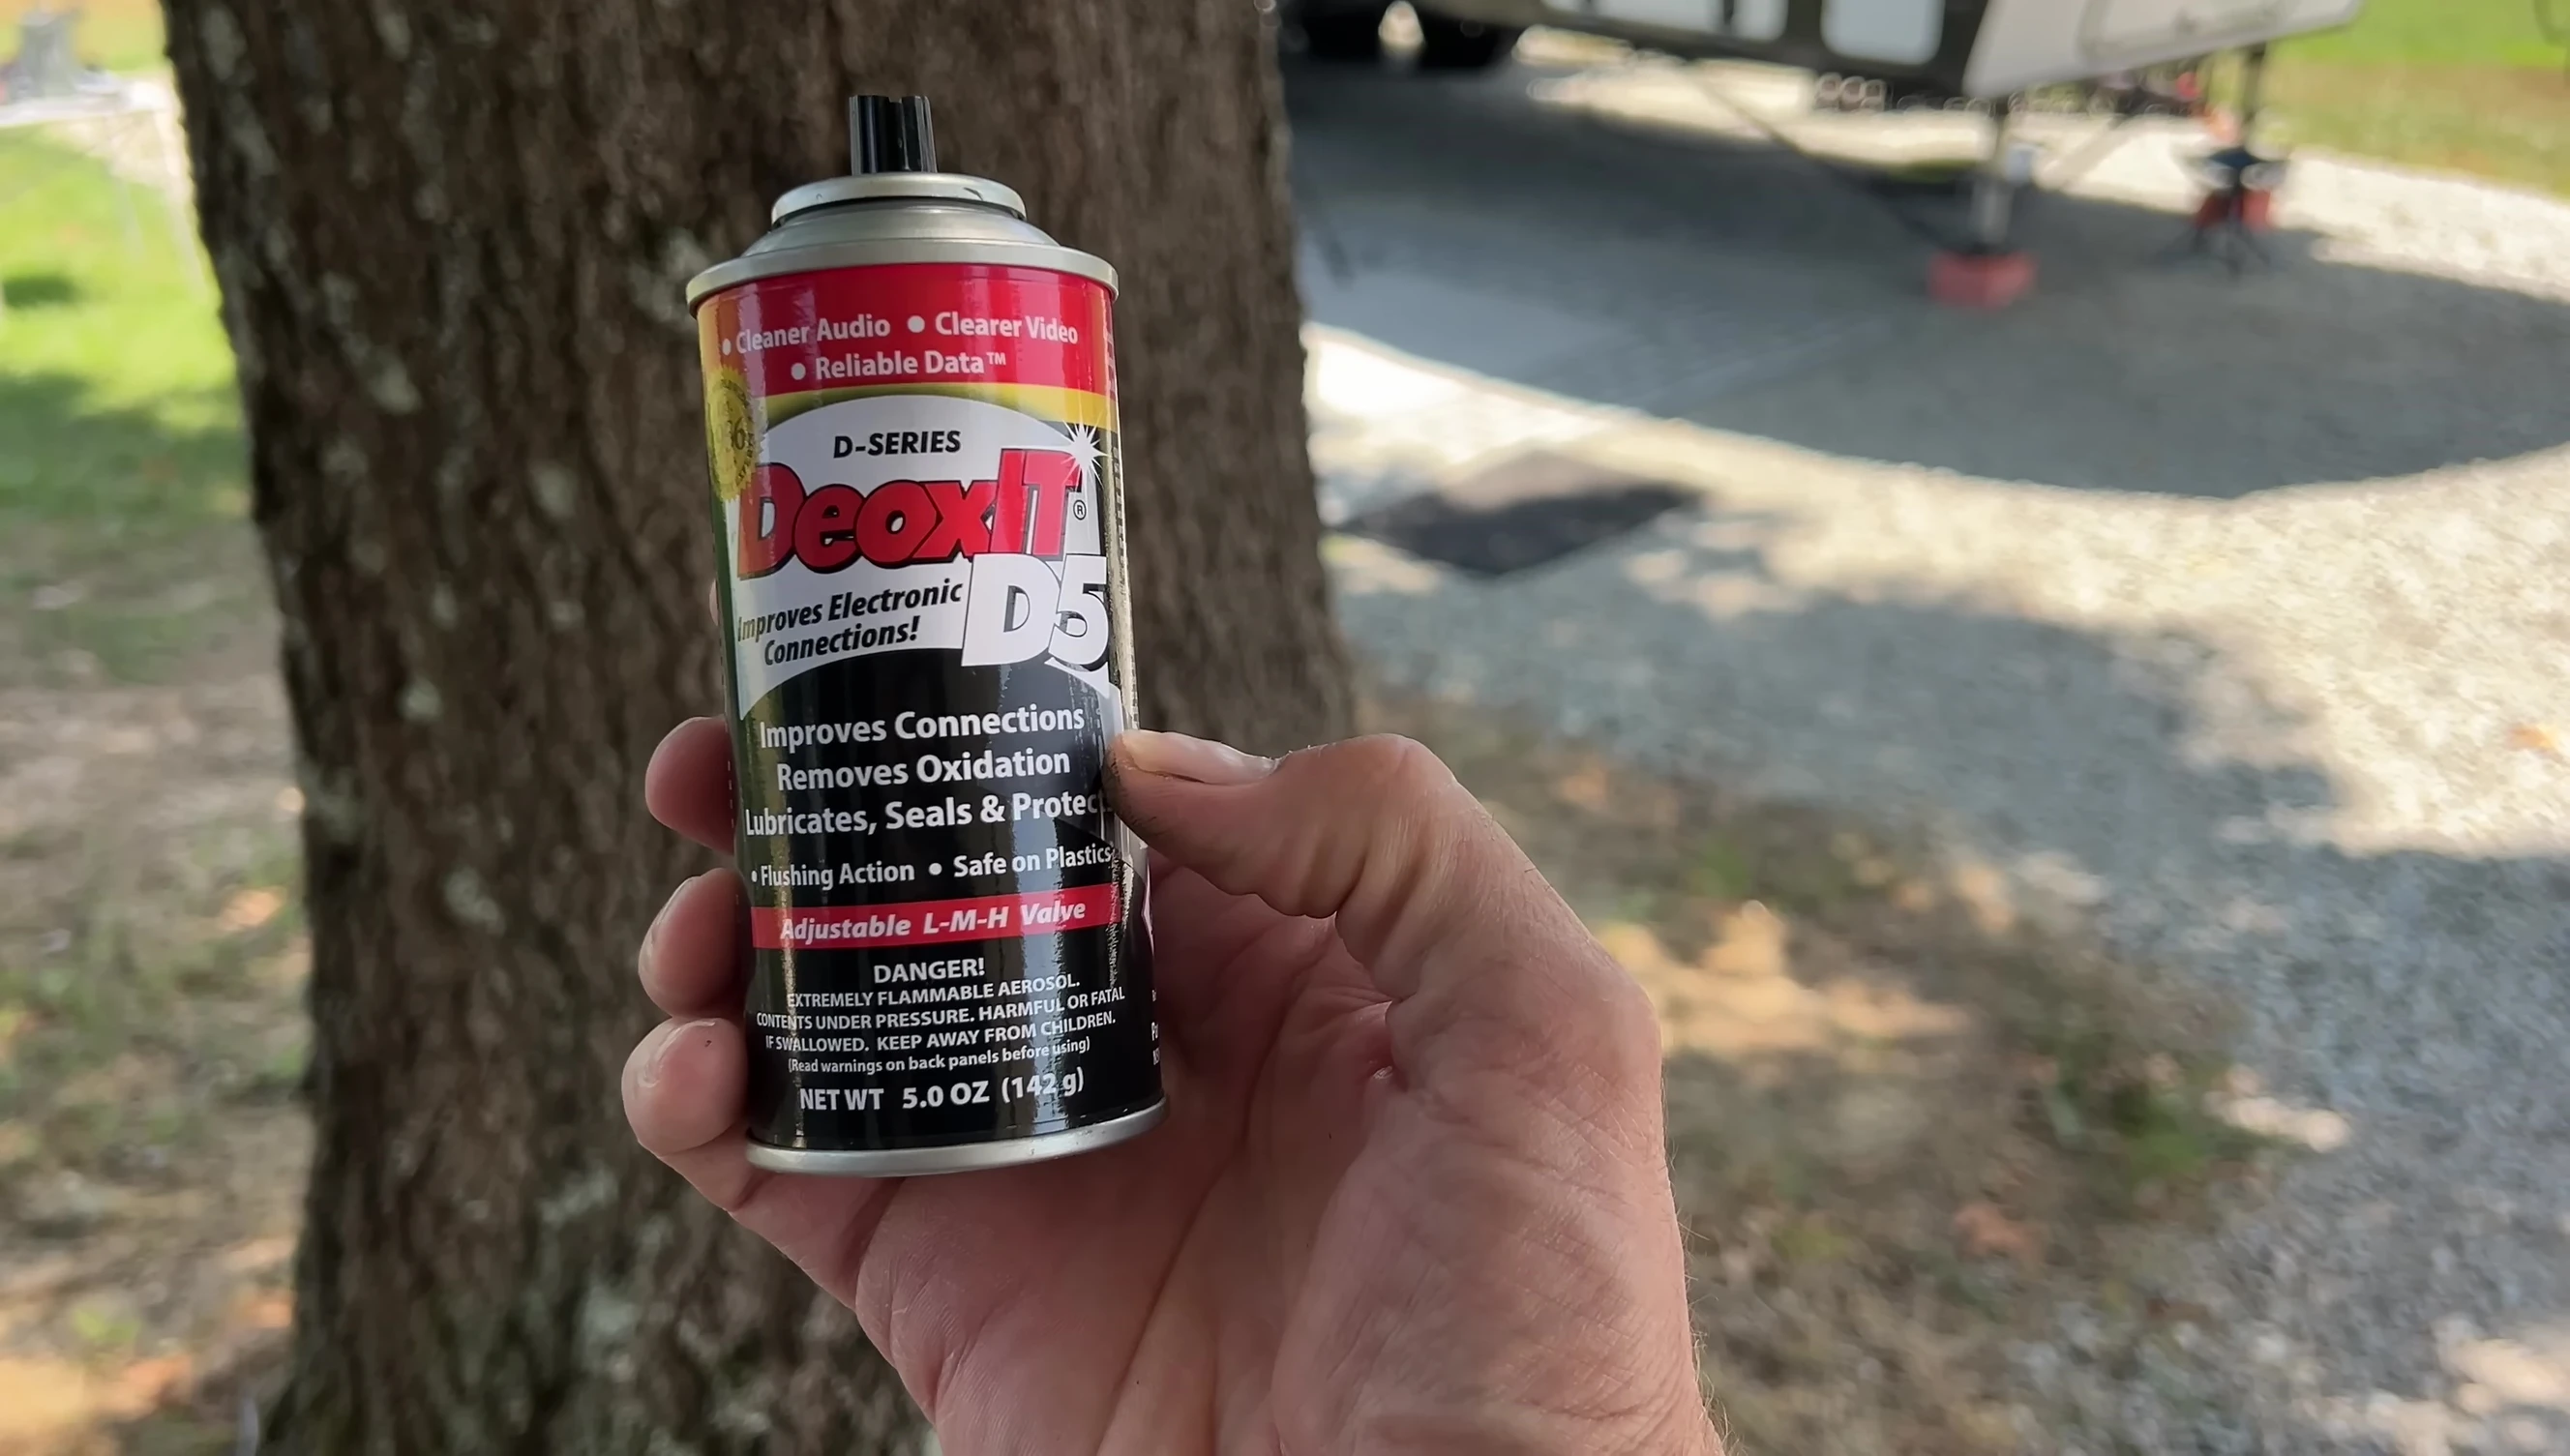 • Cleaner Audio • Clearer Video
• Reliable Data™
D-SERIES
DeoxIT®
D5
Improves Electronic
Connections!
Improves Connections
Removes Oxidation
Lubricates, Seals & Protec
• Flushing Action • Safe on Plastics
Adjustable L-M-H Valve
DANGER!
EXTREMELY FLAMMABLE AEROSOL.
CONTENTS UNDER PRESSURE. HARMFUL OR FATAL
IF SWALLOWED. KEEP AWAY FROM CHILDREN.
(Read warnings on back panels before using)
NET WT 5.0 OZ (142 g)